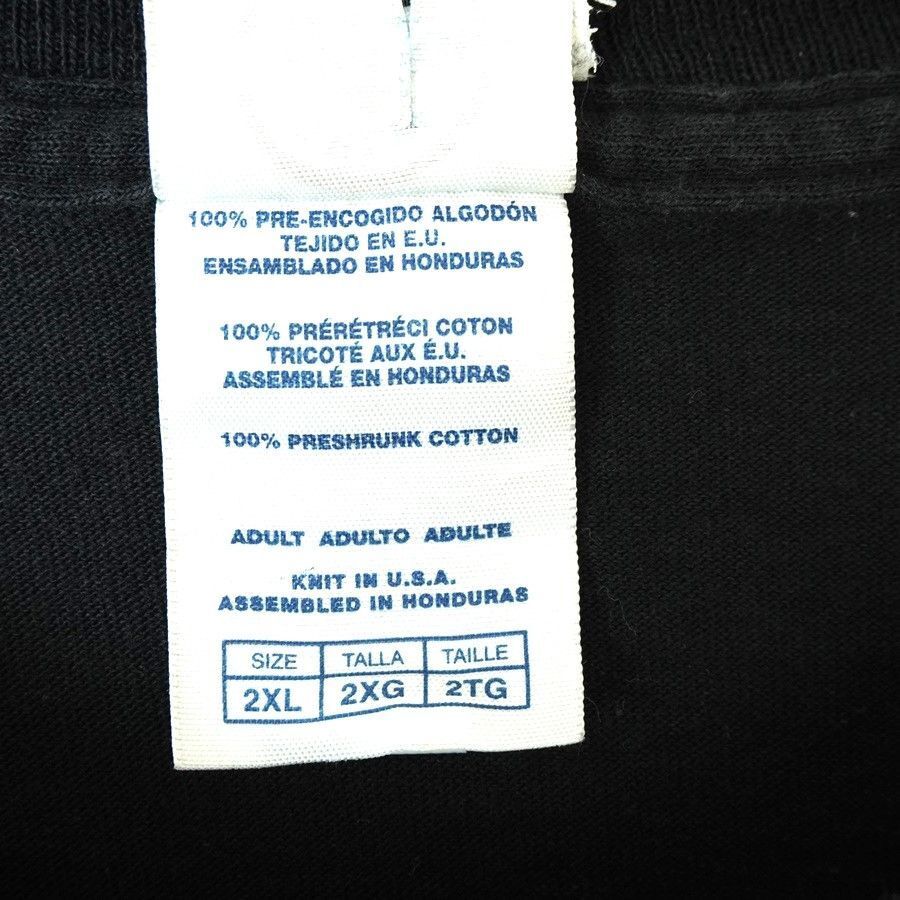 100% PRE-ENCOGIDO ALGODÓN
TEJIDO EN E.U.
ENSAMBLADO EN HONDURAS
100% PRÉRÉTRÉCI COTON
TRICOTÉ AUX É.U.
ASSEMBLÉ EN HONDURAS
100% PRESHRUNK COTTON
ADULT ADULTO ADULTE
KNIT IN U.S.A.
ASSEMBLED IN HONDURAS
SIZE TALLA TAILLE
2XL 2XG 2TG